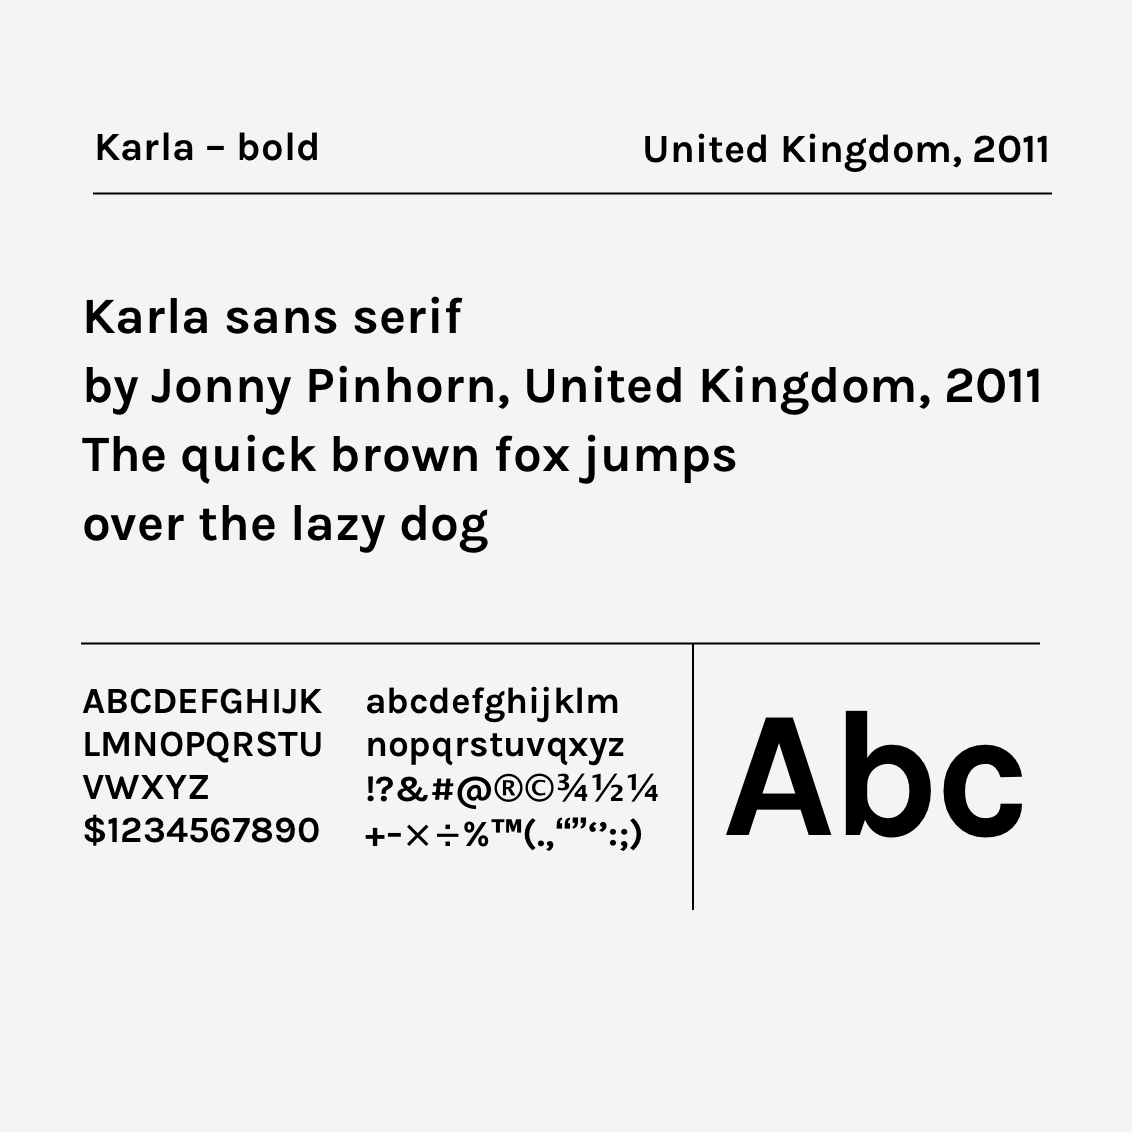 Karla – bold
United Kingdom, 2011
Karla sans serif
by Jonny Pinhorn, United Kingdom, 2011
The quick brown fox jumps
over the lazy dog
ABCDEFGHIJK
LMNOPQRSTU
VWXYZ
$1234567890
abcdefghijklm
nopqrstuvqxyz
!?&#@®©¾½¼
+-×÷%™(.,“”‘’:;)
Abc